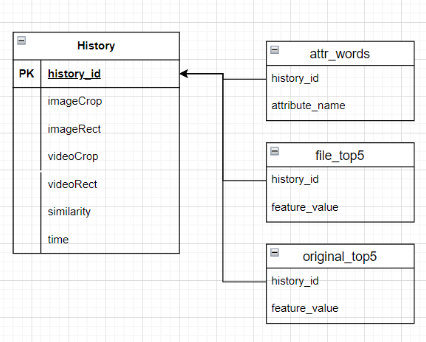 History
PK history_id
imageCrop
imageRect
videoCrop
videoRect
similarity
time
attr_words
history_id
attribute_name
file_top5
history_id
feature_value
original_top5
history_id
feature_value